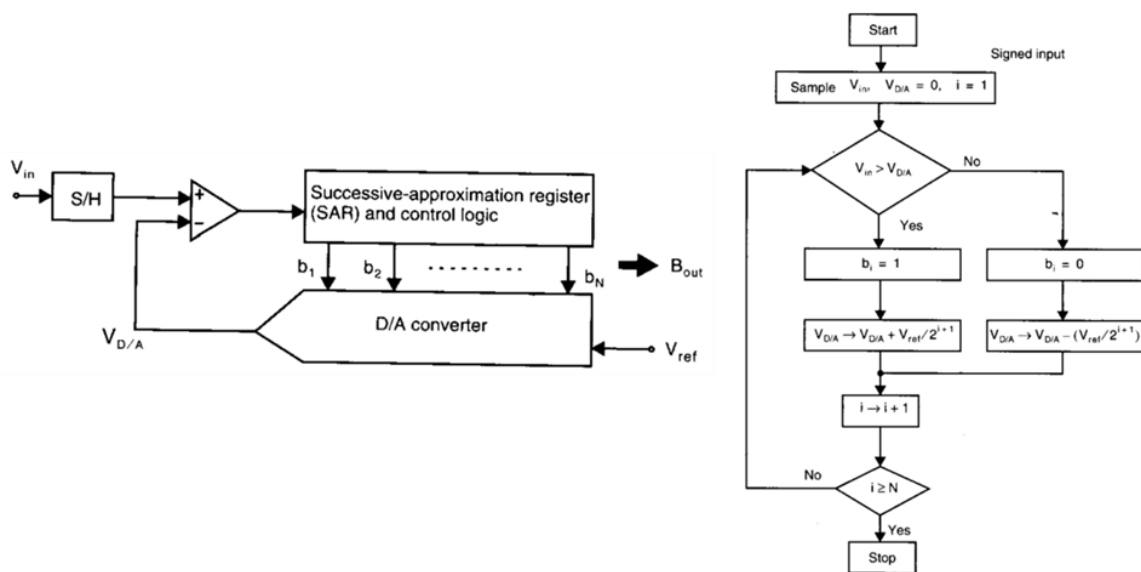 V_in
S/H
+
−
Successive-approximation register
(SAR) and control logic
b_1 b_2 ......... b_N
B_out
D/A converter
V_D/A
V_ref
Start
Signed input
Sample V_in, V_D/A = 0, i = 1
V_in > V_D/A
No
Yes
b_i = 1
b_i = 0
V_D/A → V_D/A + V_ref/2^{i+1}
V_D/A → V_D/A − (V_ref/2^{i+1})
i → i + 1
No
i ≥ N
Yes
Stop